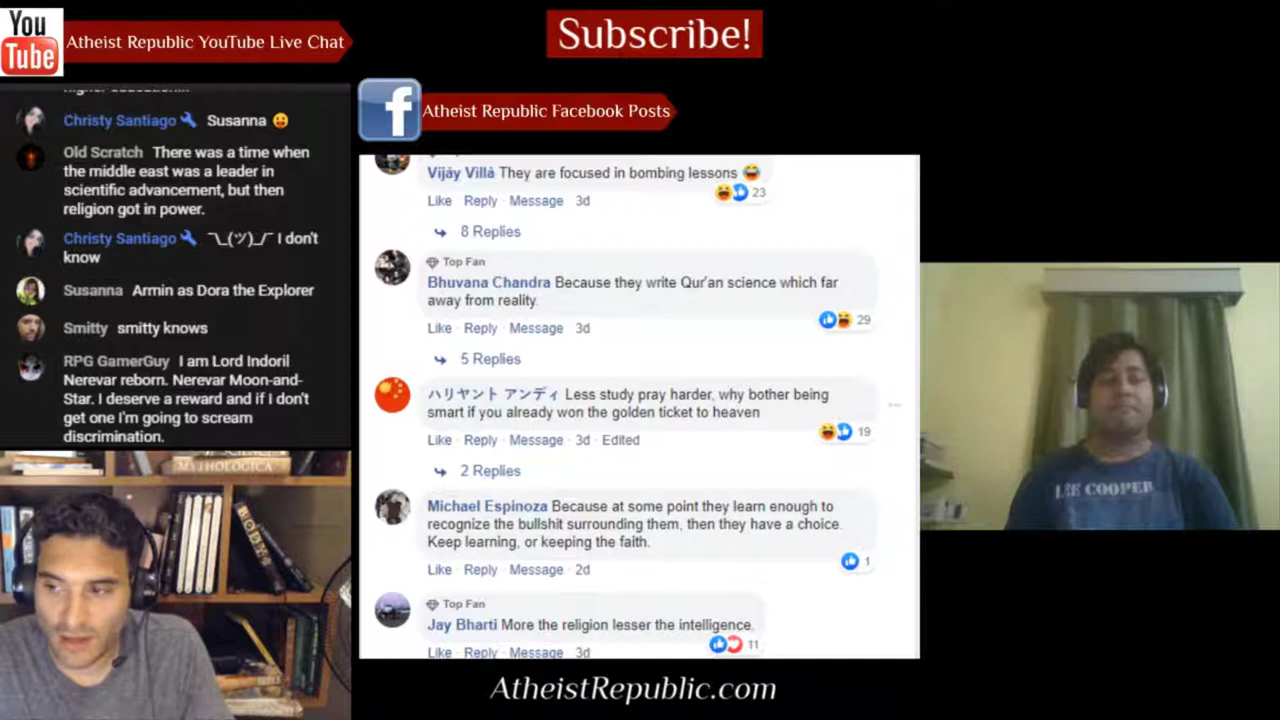 You
Tube
Atheist Republic YouTube Live Chat
Subscribe!
Christy Santiago Susanna 😛
Old Scratch There was a time when
the middle east was a leader in
scientific advancement, but then
religion got in power.
Christy Santiago ¯\_(ツ)_/¯ I don't
know
Susanna Armin as Dora the Explorer
Smitty smitty knows
RPG GamerGuy I am Lord Indoril
Nerevar reborn. Nerevar Moon-and-
Star. I deserve a reward and if I don't
get one I'm going to scream
discrimination.
f
Atheist Republic Facebook Posts
Vijay Villà They are focused in bombing lessons 😂
23
Like · Reply · Message · 3d
8 Replies
Top Fan
Bhuvana Chandra Because they write Qur'an science which far
away from reality.
29
Like · Reply · Message · 3d
5 Replies
ハリヤント アンディ Less study pray harder, why bother being
smart if you already won the golden ticket to heaven
19
Like · Reply · Message · 3d · Edited
2 Replies
Michael Espinoza Because at some point they learn enough to
recognize the bullshit surrounding them, then they have a choice.
Keep learning, or keeping the faith.
1
Like · Reply · Message · 2d
Top Fan
Jay Bharti More the religion lesser the intelligence.
11
Like · Reply · Message · 3d
MYTHOLOGICA
BODY
LEE COOPER
AtheistRepublic.com